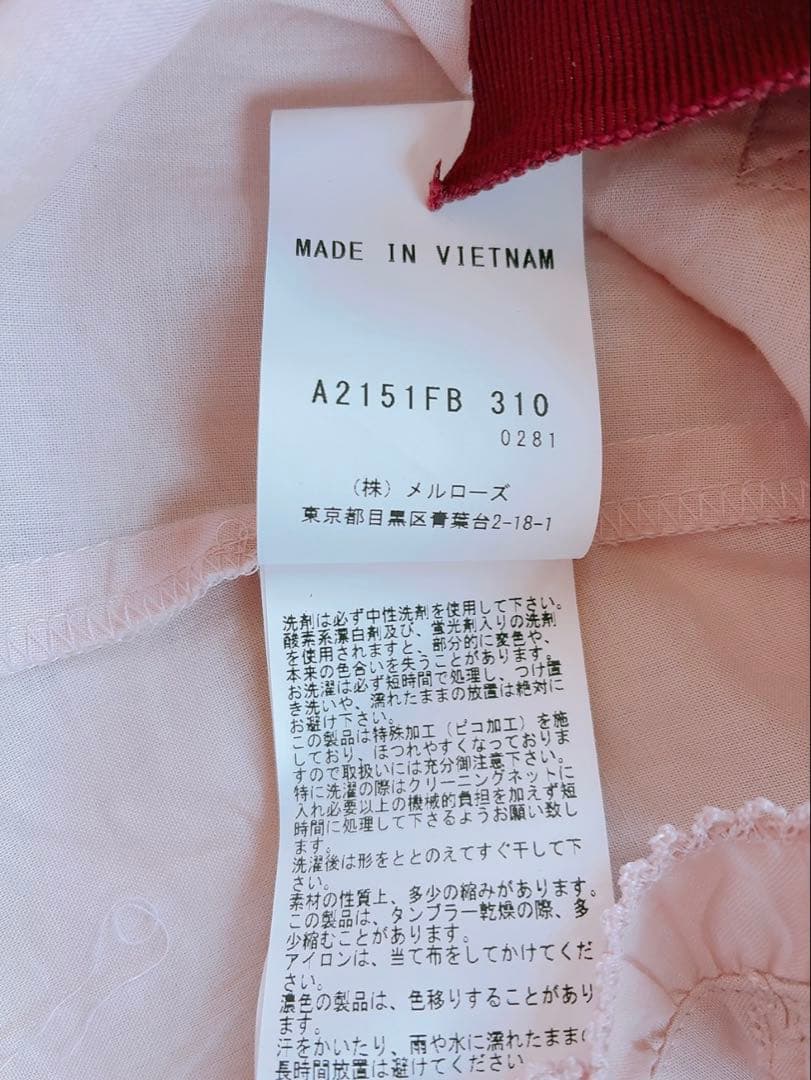 MADE IN VIETNAM
A2151FB 310
0281
(株) メルローズ
東京都目黒区青葉台2-18-1
洗剤は必ず中性洗剤を使用して下さい。
酸素系漂白剤及び、蛍光剤入りの洗剤
を使用されますと、部分的に変色や、
本来の色合いを失うことがあります。
お洗濯は必ず短時間で処理し、つけ置
き洗いや、濡れたままの放置は絶対に
お避け下さい。
この製品は特殊加工(ピコ加工)を施
しており、ほつれやすくなっておりま
すので取扱いには充分御注意下さい。
特に洗濯の際はクリーニングネットに
入れ必要以上の機械的負担を加えず短
時間に処理して下さるようお願い致し
ます。
洗濯後は形をととのえてすぐ干して下
さい。
素材の性質上、多少の縮みがあります。
この製品は、タンブラー乾燥の際、多
少縮むことがあります。
アイロンは、当て布をしてかけてくだ
さい。
濃色の製品は、色移りすることがあり
ます。
汗をかいたり、雨や水に濡れたままの
長時間放置は避けてください